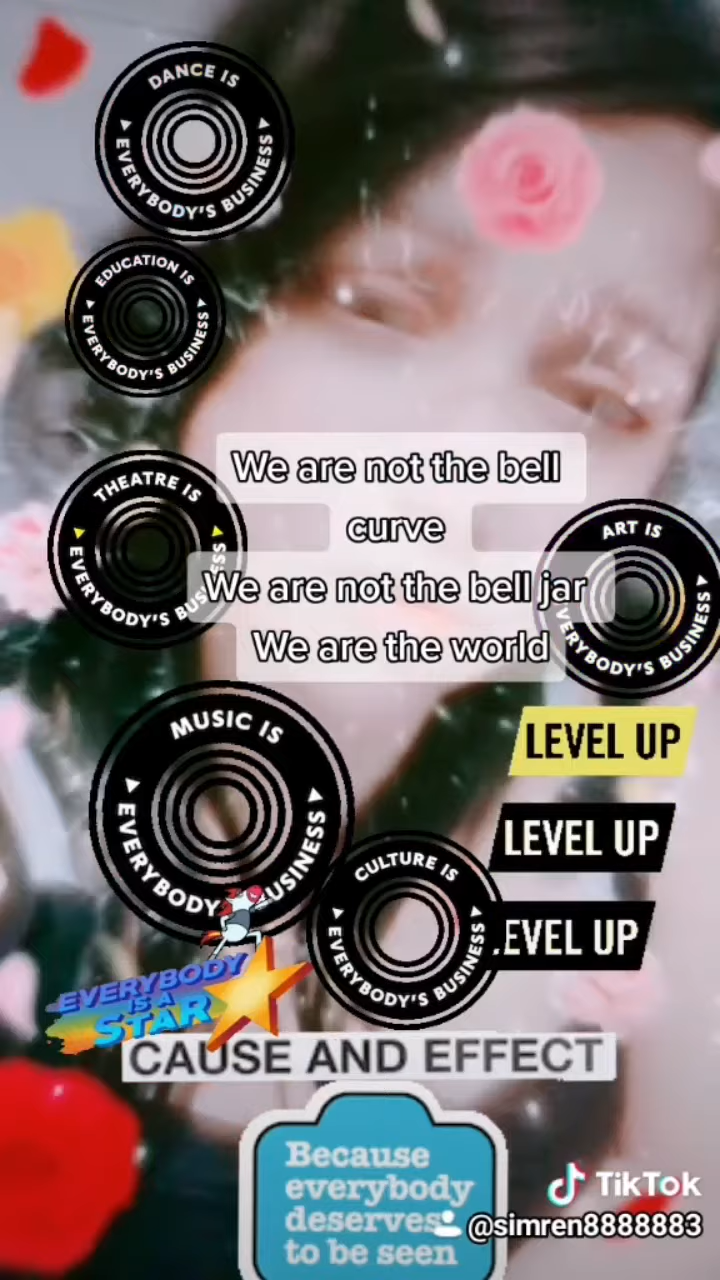 DANCE IS
EVERYBODY'S BUSINESS
EDUCATION IS
EVERYBODY'S BUSINESS
We are not the bell
curve
We are not the bell jar
We are the world
THEATRE IS
EVERYBODY'S BUSINESS
ART IS
EVERYBODY'S BUSINESS
LEVEL UP
LEVEL UP
LEVEL UP
MUSIC IS
EVERYBODY BUSINESS
CULTURE IS
EVERYBODY'S BUSINESS
EVERYBODY
IS A
STAR
CAUSE AND EFFECT
Because
everybody
deserves
to be seen
TikTok
@simren8888883